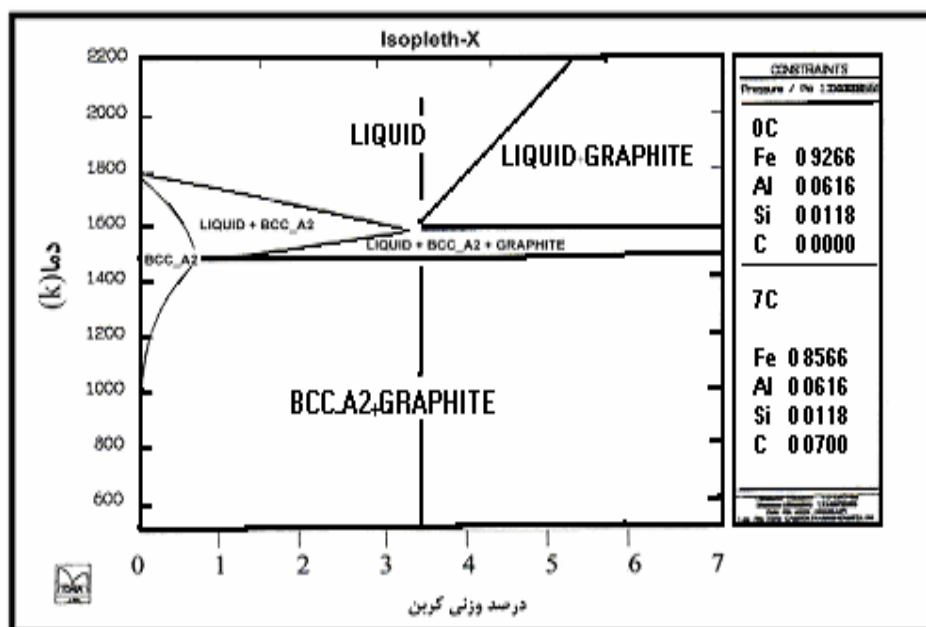 Isopleth-X
2200
2000
1800
1600
1400
1200
1000
800
600
دما(k)
LIQUID
LIQUID+GRAPHITE
LIQUID + BCC_A2
LIQUID + BCC_A2 + GRAPHITE
BCC_A2
BCC_A2+GRAPHITE
0 1 2 3 4 5 6 7
درصد وزنی کربن
CONSTRAINTS
Pressure / Pa
0C
Fe 0 9266
Al 0 0616
Si 0 0118
C 0 0000
7C
Fe 0 8566
Al 0 0616
Si 0 0118
C 0 0700